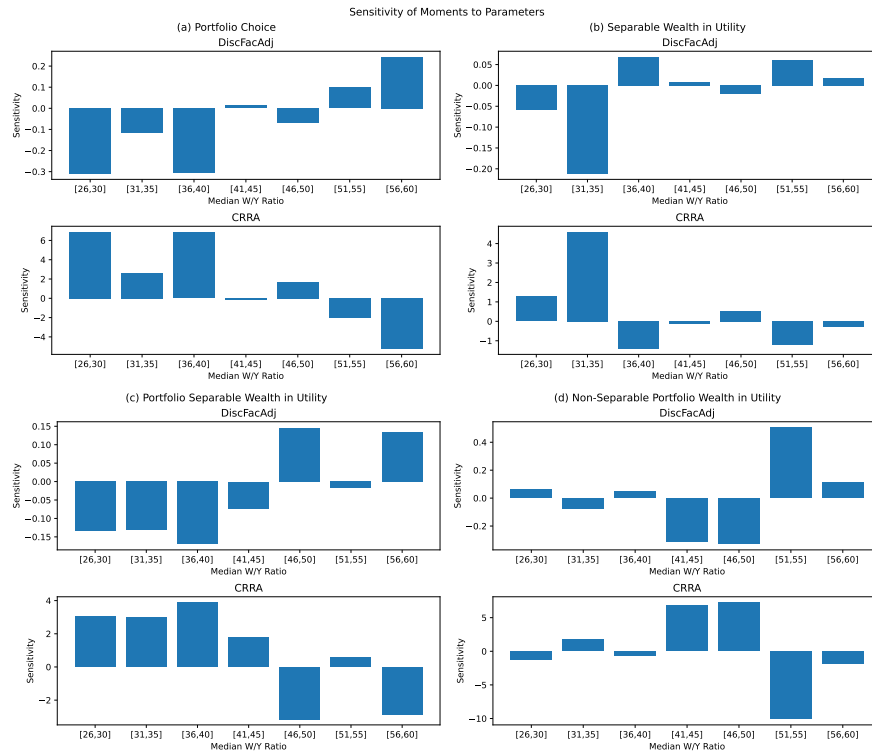 Sensitivity of Moments to Parameters
(a) Portfolio Choice
DiscFacAdj
0.2
0.1
0.0
−0.1
−0.2
−0.3
Sensitivity
[26,30] [31,35] [36,40] [41,45] [46,50] [51,55] [56,60]
Median W/Y Ratio
CRRA
6
4
2
0
−2
−4
Sensitivity
[26,30] [31,35] [36,40] [41,45] [46,50] [51,55] [56,60]
Median W/Y Ratio
(b) Separable Wealth in Utility
DiscFacAdj
0.05
0.00
−0.05
−0.10
−0.15
−0.20
Sensitivity
[26,30] [31,35] [36,40] [41,45] [46,50] [51,55] [56,60]
Median W/Y Ratio
CRRA
4
3
2
1
0
−1
Sensitivity
[26,30] [31,35] [36,40] [41,45] [46,50] [51,55] [56,60]
Median W/Y Ratio
(c) Portfolio Separable Wealth in Utility
DiscFacAdj
0.15
0.10
0.05
0.00
−0.05
−0.10
−0.15
Sensitivity
[26,30] [31,35] [36,40] [41,45] [46,50] [51,55] [56,60]
Median W/Y Ratio
CRRA
4
2
0
−2
Sensitivity
[26,30] [31,35] [36,40] [41,45] [46,50] [51,55] [56,60]
Median W/Y Ratio
(d) Non-Separable Portfolio Wealth in Utility
DiscFacAdj
0.4
0.2
0.0
−0.2
Sensitivity
[26,30] [31,35] [36,40] [41,45] [46,50] [51,55] [56,60]
Median W/Y Ratio
CRRA
5
0
−5
−10
Sensitivity
[26,30] [31,35] [36,40] [41,45] [46,50] [51,55] [56,60]
Median W/Y Ratio